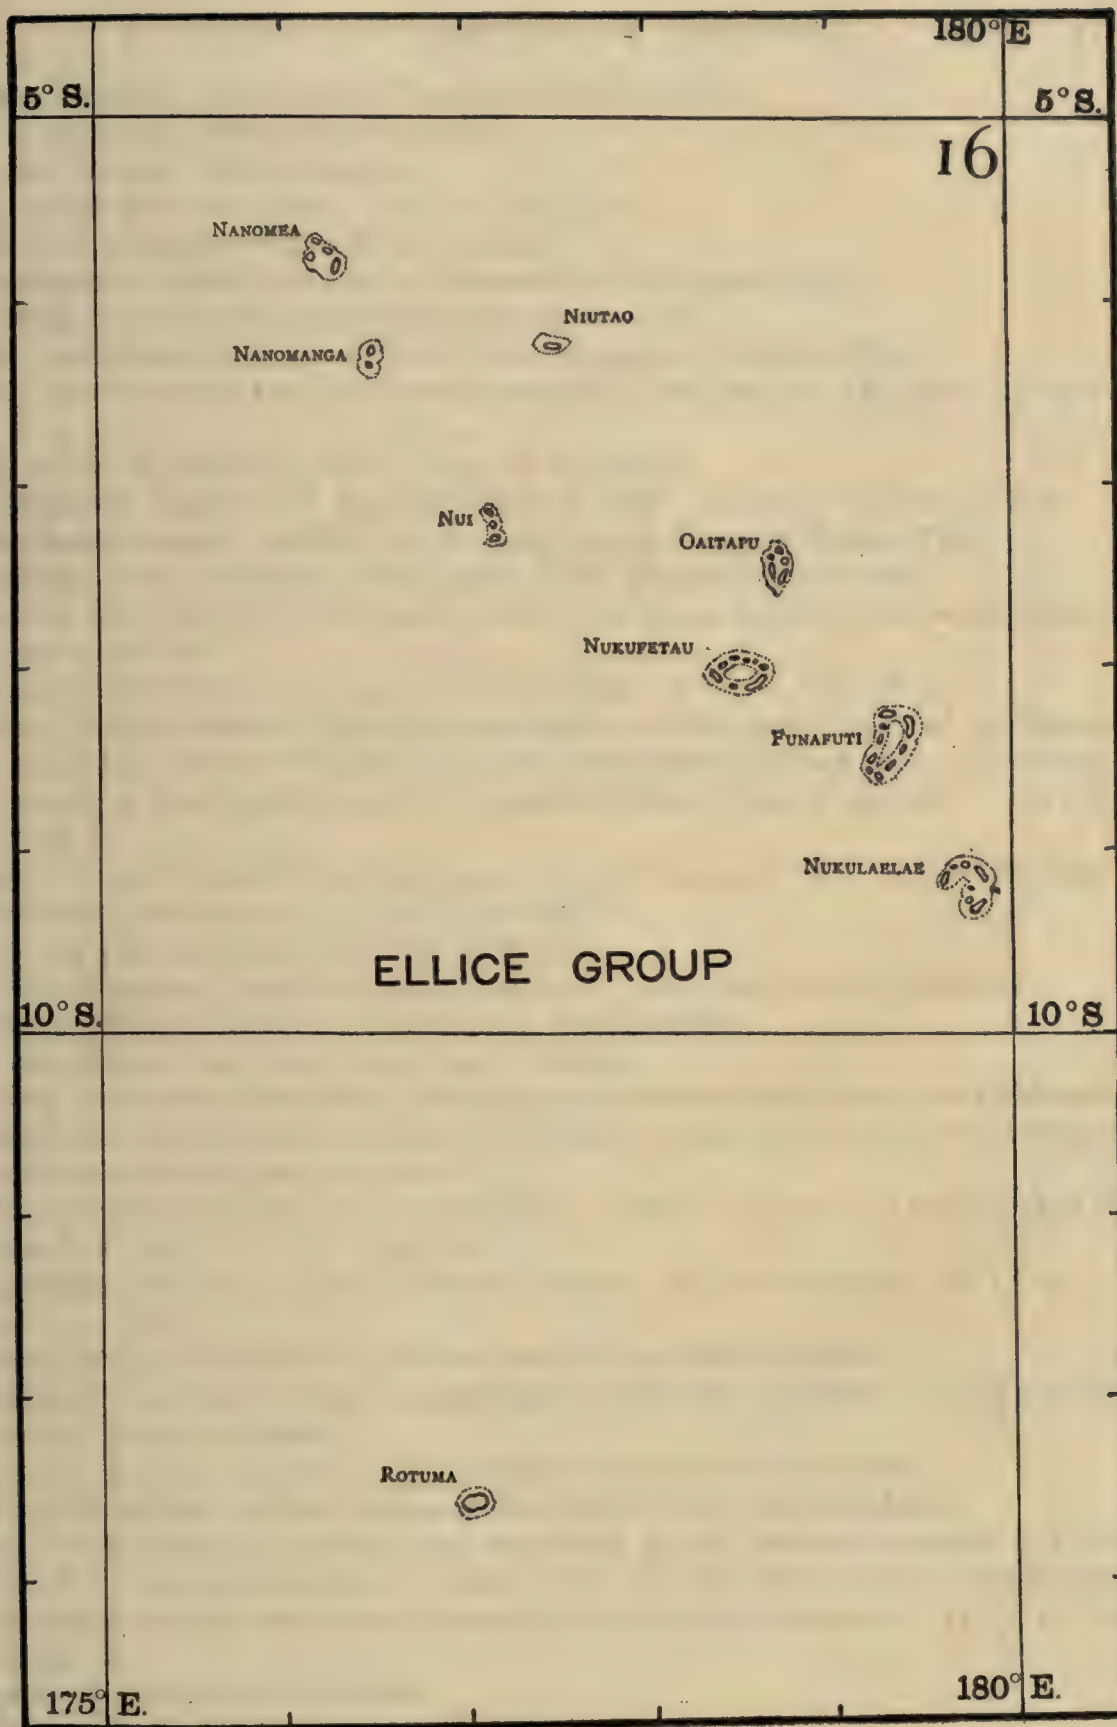 180° E
5° S.
5° S.
16
NANOMEA
NIUTAO
NANOMANGA
NUI
OAITAPU
NUKUFETAU
FUNAFUTI
NUKULAELAE
ELLICE GROUP
10° S.
10° S
ROTUMA
175° E.
180° E.